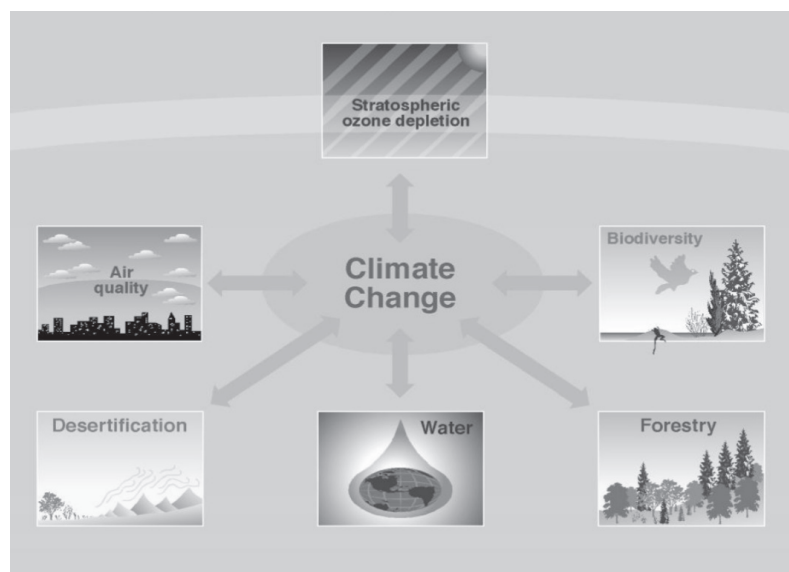 Stratospheric
ozone depletion
Air
quality
Climate
Change
Biodiversity
Desertification
Water
Forestry